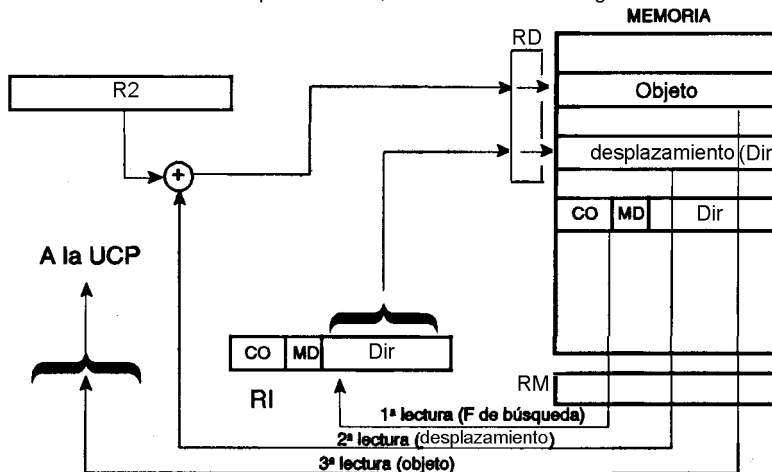 MEMORIA
RD
R2
Objeto
desplazamiento (Dir
CO MD Dir
A la UCP
CO MD Dir
RI
RM
1ª lectura (F de búsqueda)
2ª lectura (desplazamiento)
3ª lectura (objeto)
+